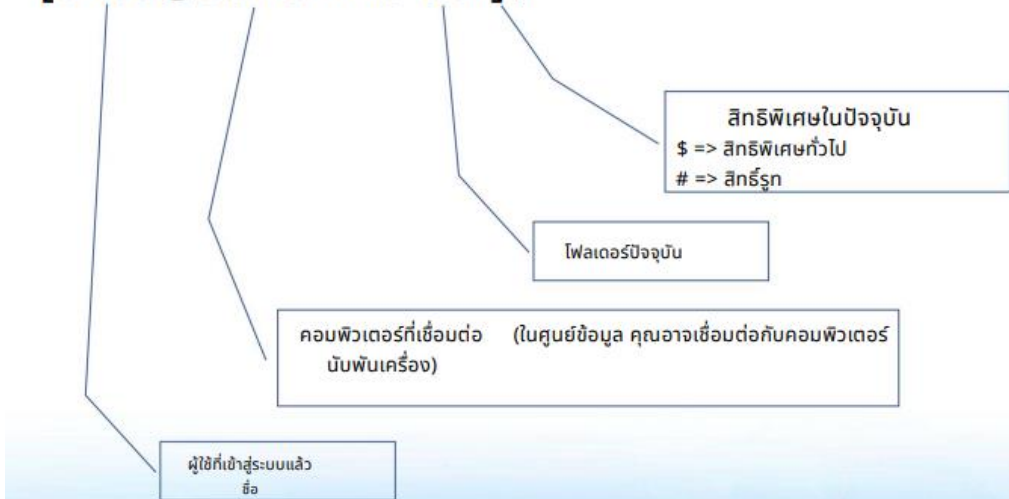 สิทธิพิเศษในปัจจุบัน
$ => สิทธิพิเศษทั่วไป
# => สิทธิ์รูท
โฟลเดอร์ปัจจุบัน
คอมพิวเตอร์ที่เชื่อมต่อ (ในศูนย์ข้อมูล คุณอาจเชื่อมต่อกับคอมพิวเตอร์
นับพันเครื่อง)
ผู้ใช้ที่เข้าสู่ระบบแล้ว
ชื่อ